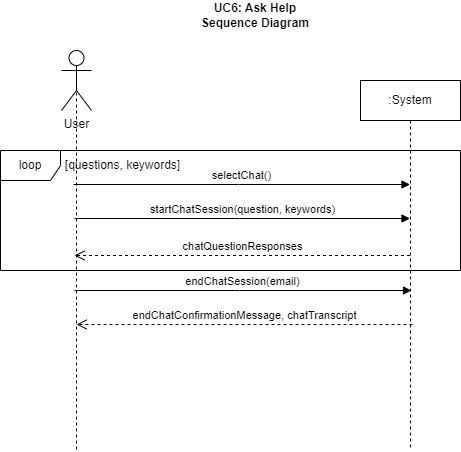 UC6: Ask Help
Sequence Diagram
User
:System
loop
[questions, keywords]
selectChat()
startChatSession(question, keywords)
chatQuestionResponses
endChatSession(email)
endChatConfirmationMessage, chatTranscript